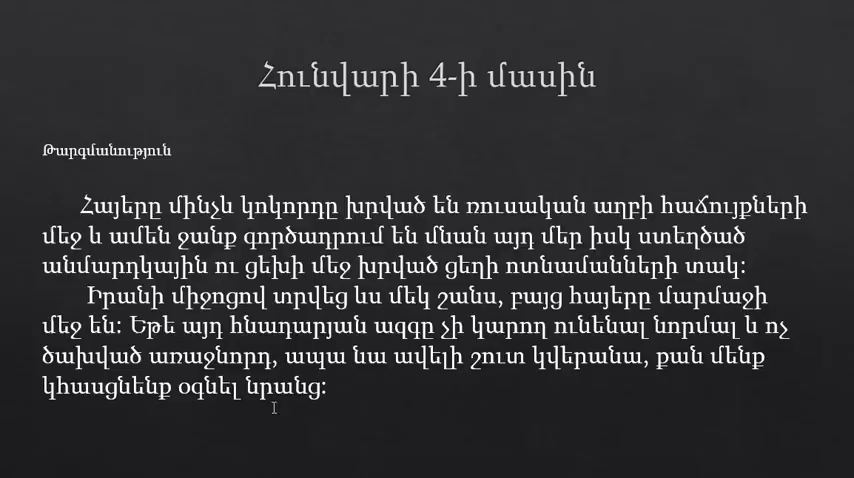 Հունվարի 4-ի մասին
Թարգմանություն
Հայերը մինչև կոկորդը խրված են ռուսական աղբի հաճույքների
մեջ և ամեն ջանք գործադրում են մնան այդ մեր իսկ ստեղծած
անմարդկային ու ցեխի մեջ խրված ցեղի ոտնամանների տակ:
Իրանի միջոցով տրվեց ևս մեկ շանս, բայց հայերը մարմաջի
մեջ են: Եթե այդ հնադարյան ազգը չի կարող ունենալ նորմալ և ոչ
ծախված առաջնորդ, ապա նա ավելի շուտ կվերանա, քան մենք
կհասցնենք օգնել նրանց: